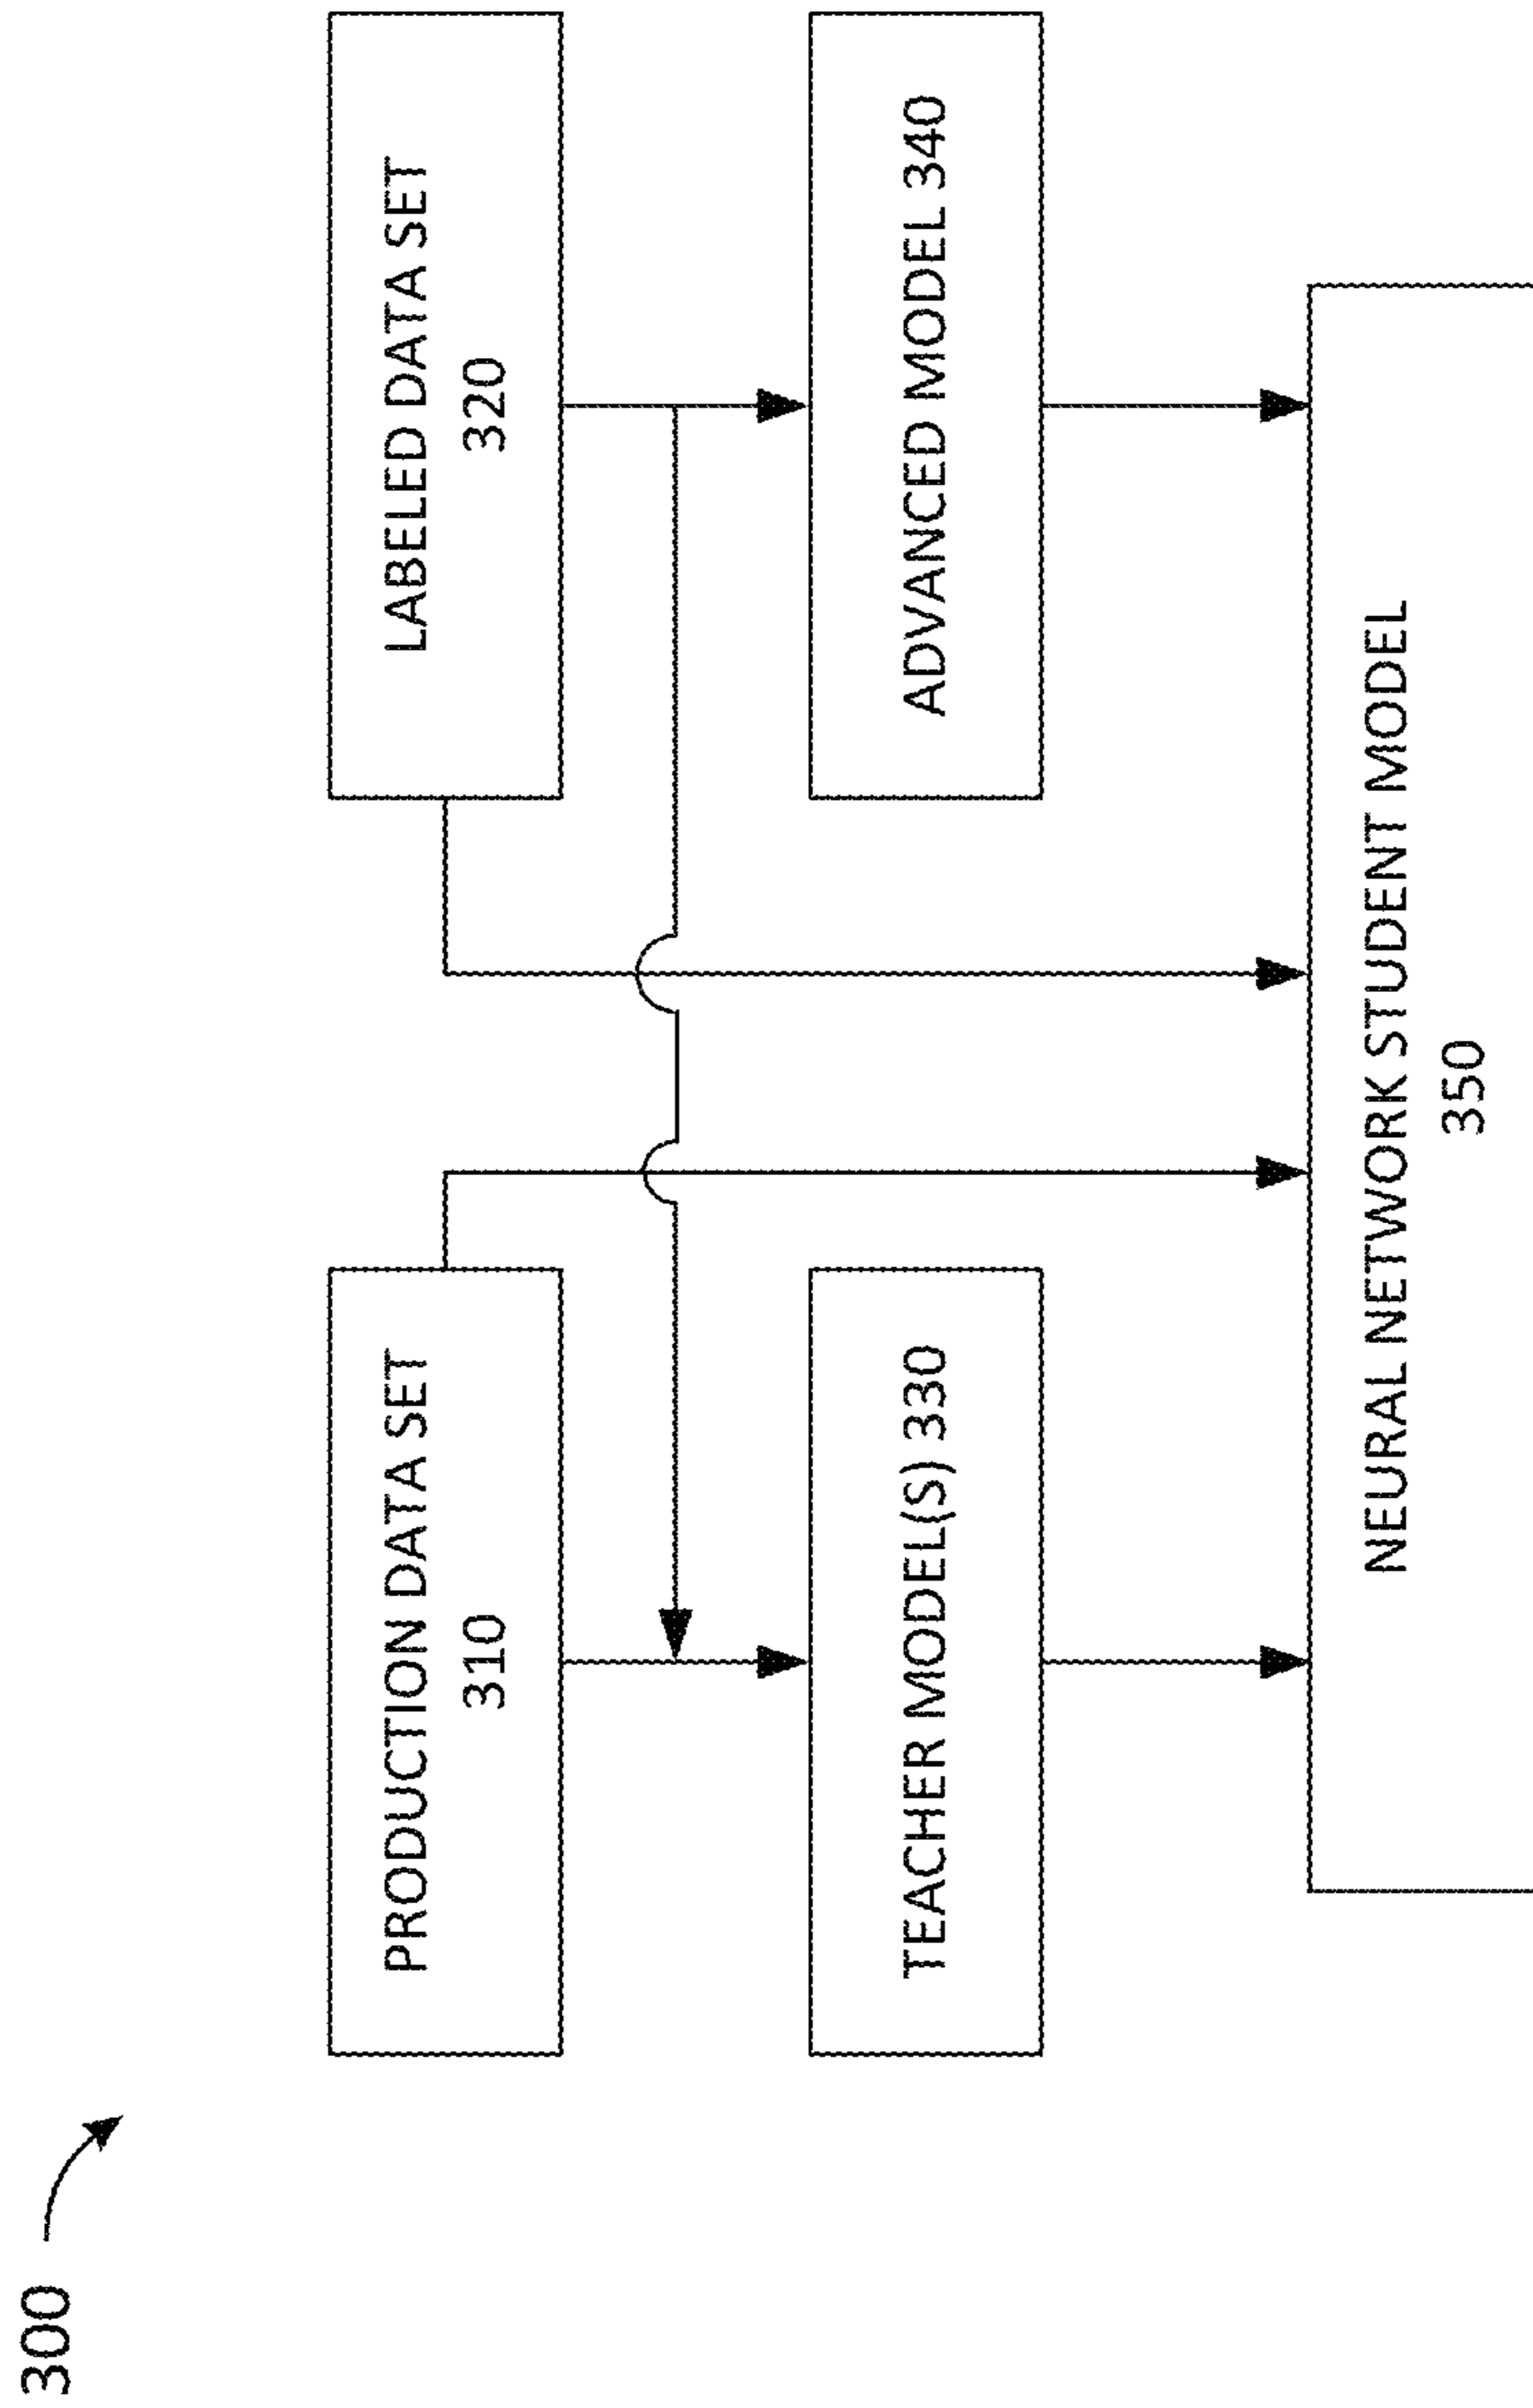 300
PRODUCTION DATA SET
310
LABELED DATA SET
320
TEACHER MODEL(S) 330
ADVANCED MODEL 340
NEURAL NETWORK STUDENT MODEL
350